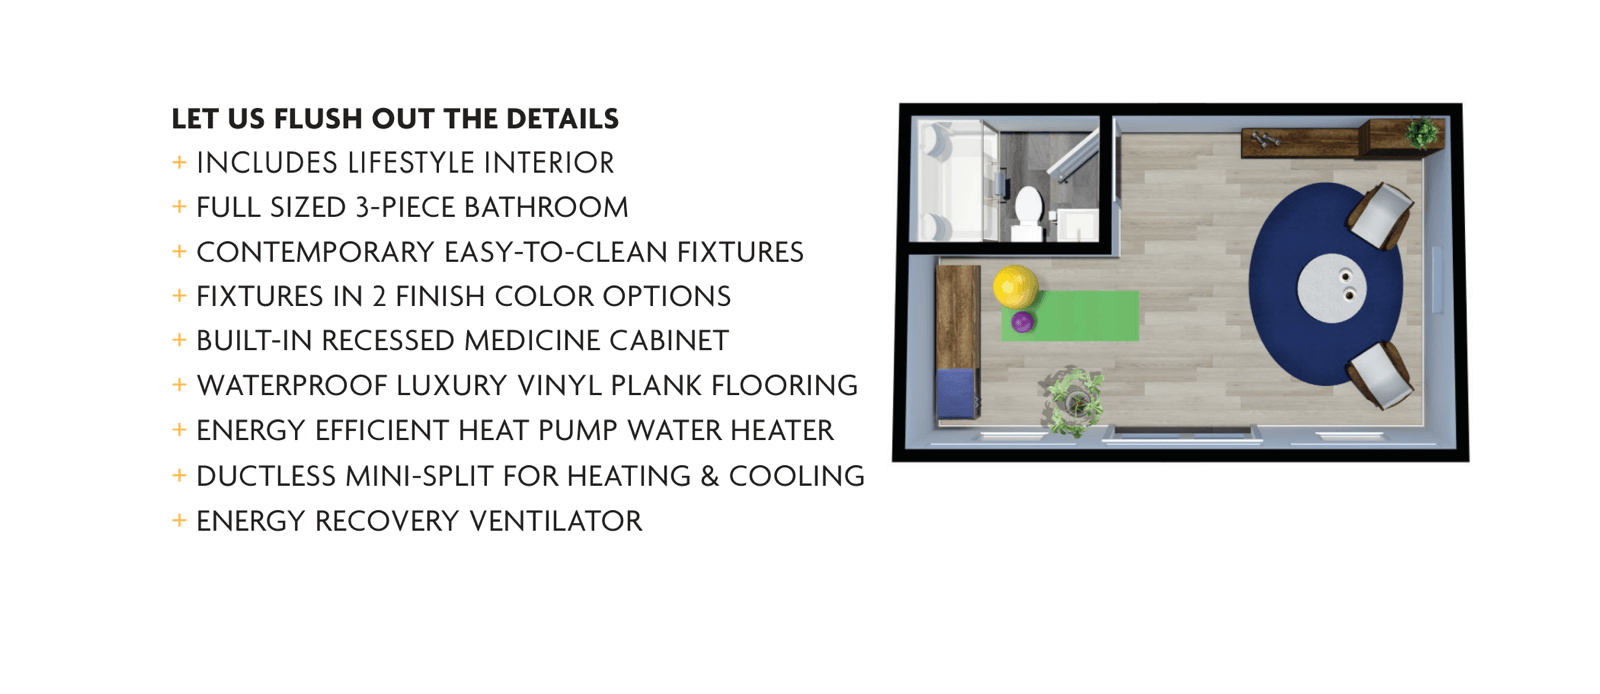 LET US FLUSH OUT THE DETAILS
+ INCLUDES LIFESTYLE INTERIOR
+ FULL SIZED 3-PIECE BATHROOM
+ CONTEMPORARY EASY-TO-CLEAN FIXTURES
+ FIXTURES IN 2 FINISH COLOR OPTIONS
+ BUILT-IN RECESSED MEDICINE CABINET
+ WATERPROOF LUXURY VINYL PLANK FLOORING
+ ENERGY EFFICIENT HEAT PUMP WATER HEATER
+ DUCTLESS MINI-SPLIT FOR HEATING & COOLING
+ ENERGY RECOVERY VENTILATOR